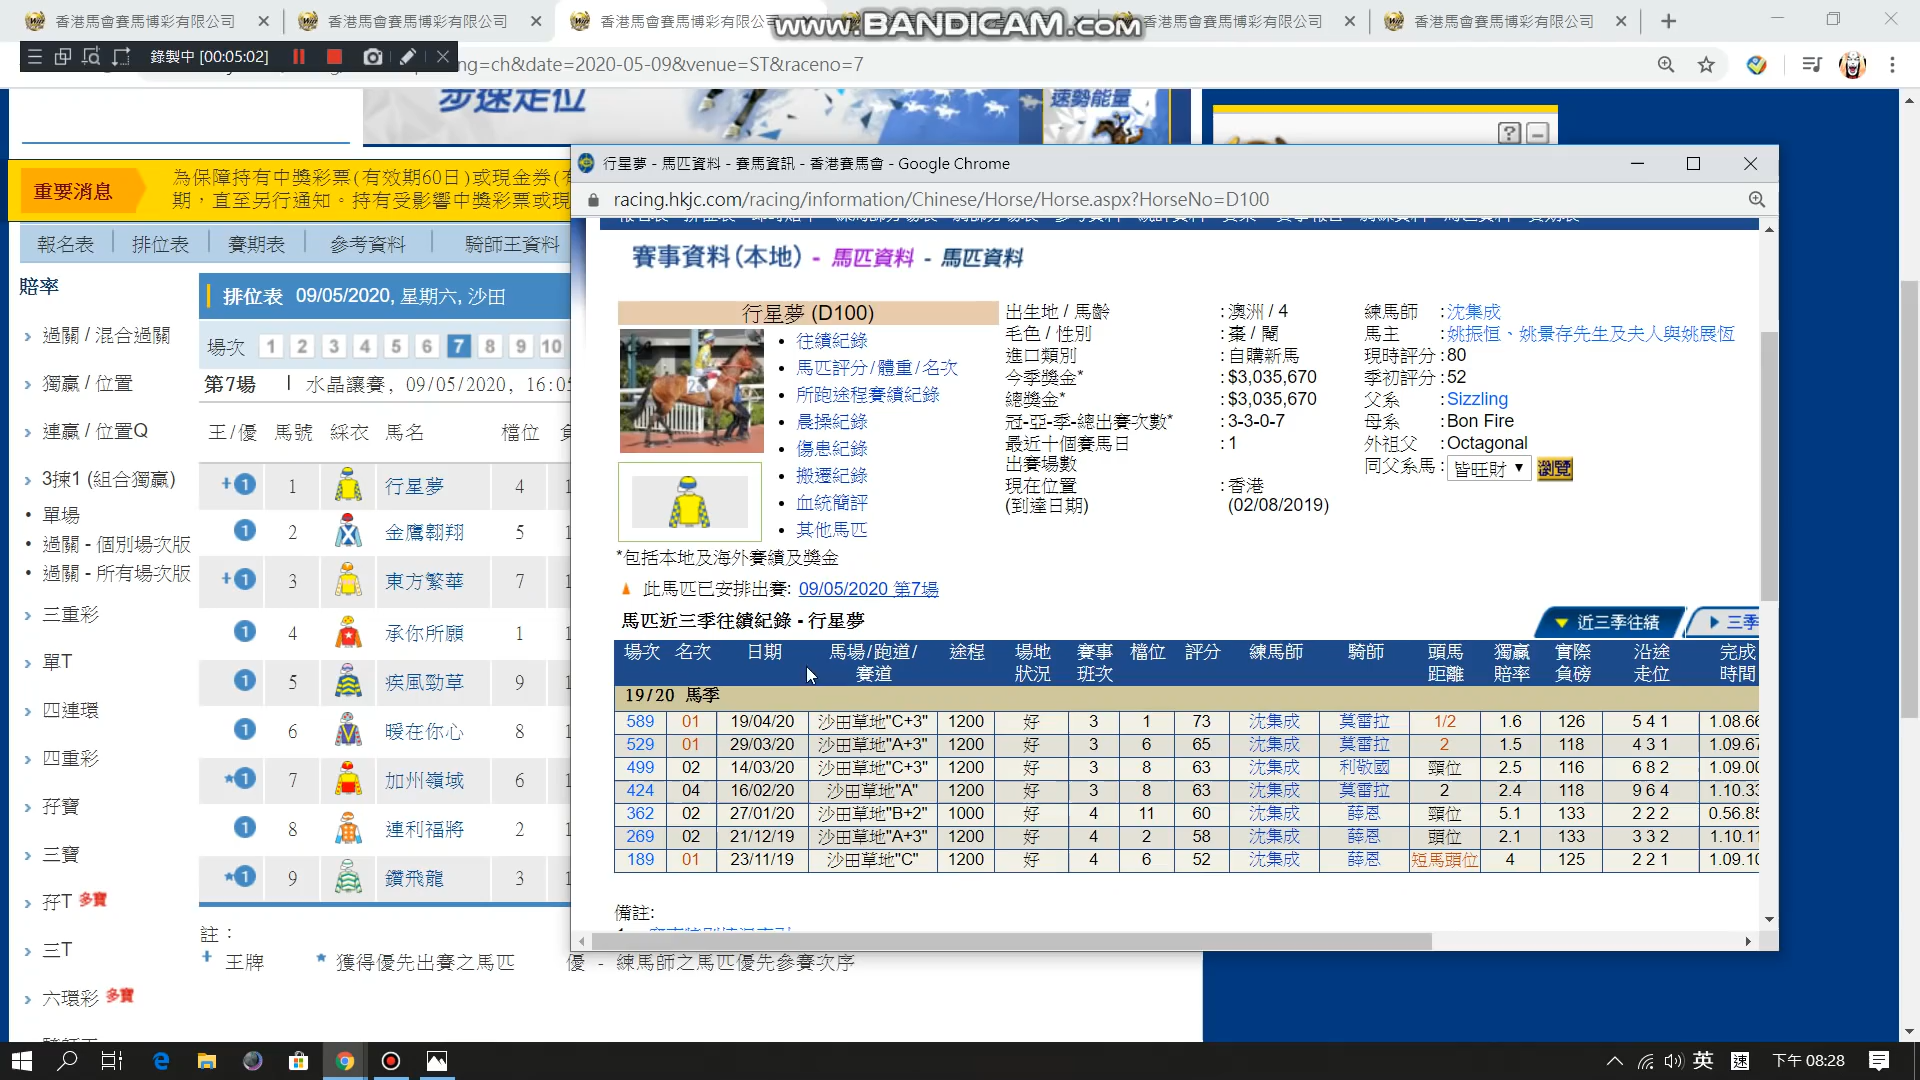 香港馬會賽馬博彩有限公司
香港馬會賽馬博彩有限公司
香港馬會賽馬博彩有限公司
香港馬會賽馬博彩有限公司
香港馬會賽馬博彩有限公司
www.BANDICAM.com
錄製中 [00:05:02]
ng=ch&date=2020-05-09&venue=ST&raceno=7
步速走位
速勢能量
重要消息
為保障持有中獎彩票(有效期60日)或現金券(有
期，直至另行通知。持有受影響中獎彩票或現
報名表 排位表 賽期表 參考資料 騎師王資料
賠率
過關 / 混合過關
獨贏 / 位置
連贏 / 位置Q
3揀1 (組合獨贏)
單場
過關 - 個別場次版
過關 - 所有場次版
三重彩
單T
四連環
四重彩
孖寶
三寶
孖T 多寶
三T
六環彩 多寶
排位表 09/05/2020, 星期六, 沙田
場次 1 2 3 4 5 6 7 8 9 10
第7場 | 水晶讓賽, 09/05/2020, 16:05
王/優 馬號 綵衣 馬名 檔位
+1 1 行星夢 4
1 2 金鷹翱翔 5
+1 3 東方繁華 7
1 4 承你所願 1
1 5 疾風勁草 9
1 6 暖在你心 8
★1 7 加州嶺域 6
1 8 連利福將 2
★1 9 鑽飛龍 3
註：
+ 王牌 ★ 獲得優先出賽之馬匹 優 - 練馬師之馬匹優先參賽次序
行星夢 - 馬匹資料 - 賽馬資訊 - 香港賽馬會 - Google Chrome
racing.hkjc.com/racing/information/Chinese/Horse/Horse.aspx?HorseNo=D100
賽事資料(本地) - 馬匹資料 - 馬匹資料
行星夢 (D100)
往績紀錄
馬匹評分/體重/名次
所跑途程賽績紀錄
晨操紀錄
傷患紀錄
搬遷紀錄
血統簡評
其他馬匹
出生地 / 馬齡 : 澳洲 / 4
毛色 / 性別 : 棗 / 閹
進口類別 : 自購新馬
今季獎金* : $3,035,670
總獎金* : $3,035,670
冠-亞-季-總出賽次數* : 3-3-0-7
最近十個賽馬日 : 1
出賽場數
現在位置 : 香港
(到達日期) (02/08/2019)
練馬師 : 沈集成
馬主 : 姚振恒、姚景存先生及夫人與姚展恆
現時評分 : 80
季初評分 : 52
父系 : Sizzling
母系 : Bon Fire
外祖父 : Octagonal
同父系馬 : 皆旺財 瀏覽
*包括本地及海外賽績及獎金
此馬匹已安排出賽: 09/05/2020 第7場
馬匹近三季往績紀錄 - 行星夢
近三季往績 三季
場次 名次 日期 馬場/跑道/賽道 途程 場地狀況 賽事班次 檔位 評分 練馬師 騎師 頭馬距離 獨贏賠率 實際負磅 沿途走位 完成時間
19/20 馬季
589 01 19/04/20 沙田草地"C+3" 1200 好 3 1 73 沈集成 莫雷拉 1/2 1.6 126 5 4 1 1.08.66
529 01 29/03/20 沙田草地"A+3" 1200 好 3 6 65 沈集成 莫雷拉 2 1.5 118 4 3 1 1.09.67
499 02 14/03/20 沙田草地"C+3" 1200 好 3 8 63 沈集成 利敬國 頸位 2.5 116 6 8 2 1.09.00
424 04 16/02/20 沙田草地"A" 1200 好 3 8 63 沈集成 莫雷拉 2 2.4 118 9 6 4 1.10.33
362 02 27/01/20 沙田草地"B+2" 1000 好 4 11 60 沈集成 薛恩 頸位 5.1 133 2 2 2 0.56.85
269 02 21/12/19 沙田草地"A+3" 1200 好 4 2 58 沈集成 薛恩 頭位 2.1 133 3 3 2 1.10.11
189 01 23/11/19 沙田草地"C" 1200 好 4 6 52 沈集成 薛恩 短馬頭位 4 125 2 2 1 1.09.10
備註:
英 速 下午 08:28